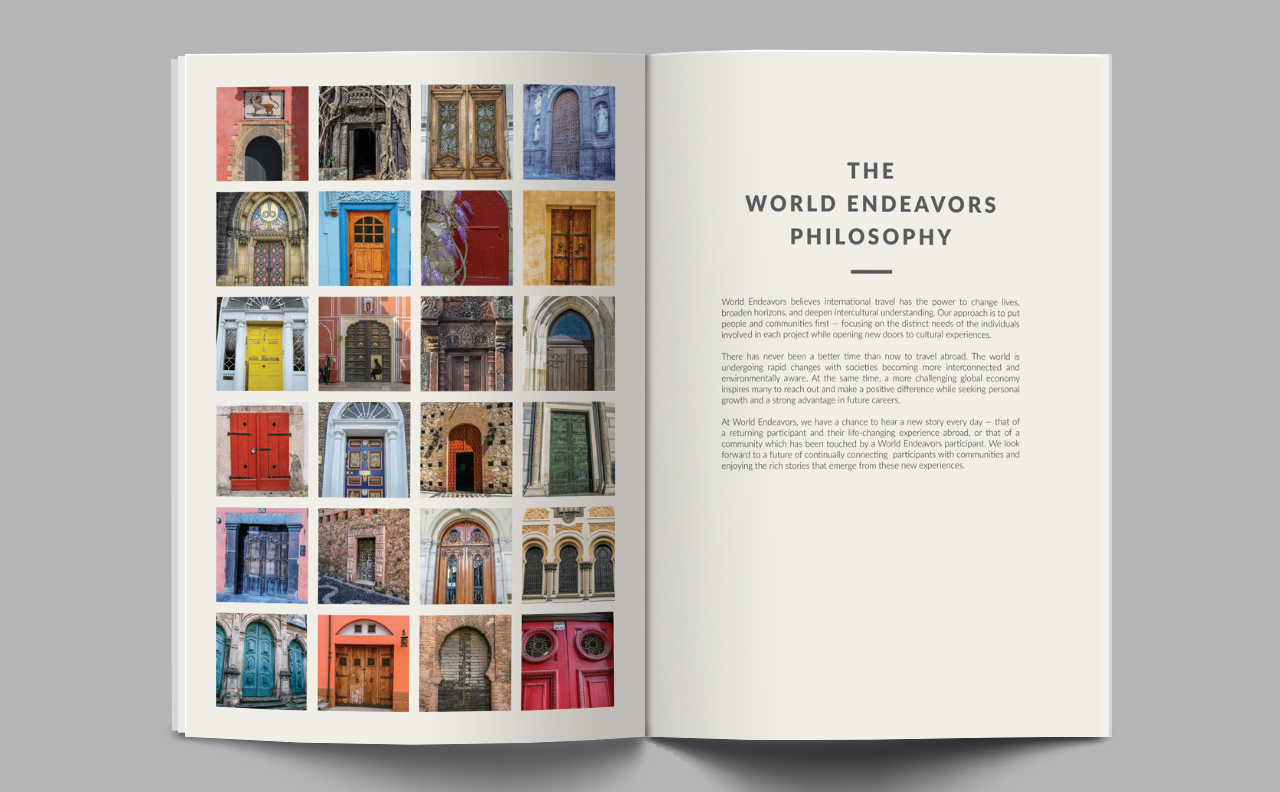 THE
WORLD ENDEAVORS
PHILOSOPHY
World Endeavors believes international travel has the power to change lives,
broaden horizons, and deepen intercultural understanding. Our approach is to put
people and communities first — focusing on the distinct needs of the individuals
involved in each project while opening new doors to cultural experiences.
There has never been a better time than now to travel abroad. The world is
undergoing rapid changes with societies becoming more interconnected and
environmentally aware. At the same time, a more challenging global economy
inspires many to reach out and make a positive difference while seeking personal
growth and a strong advantage in future careers.
At World Endeavors, we have a chance to hear a new story every day — that of
a returning participant and their life-changing experience abroad, or that of a
community which has been touched by a World Endeavors participant. We look
forward to a future of continually connecting participants with communities and
enjoying the rich stories that emerge from these new experiences.